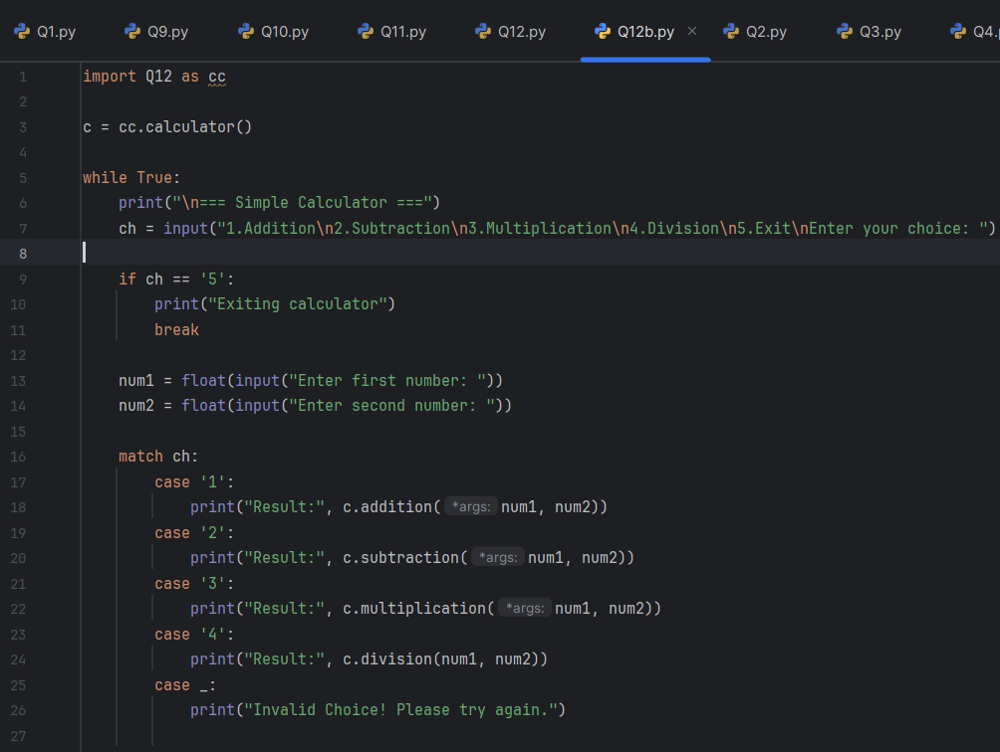 Q1.py Q9.py Q10.py Q11.py Q12.py Q12b.py × Q2.py Q3.py Q4.
1 import Q12 as cc
2
3 c = cc.calculator()
4
5 while True:
6 print("\n=== Simple Calculator ===")
7 ch = input("1.Addition\n2.Subtraction\n3.Multiplication\n4.Division\n5.Exit\nEnter your choice: ")
8
9 if ch == '5':
10 print("Exiting calculator")
11 break
12
13 num1 = float(input("Enter first number: "))
14 num2 = float(input("Enter second number: "))
15
16 match ch:
17 case '1':
18 print("Result:", c.addition( *args: num1, num2))
19 case '2':
20 print("Result:", c.subtraction( *args: num1, num2))
21 case '3':
22 print("Result:", c.multiplication( *args: num1, num2))
23 case '4':
24 print("Result:", c.division(num1, num2))
25 case _:
26 print("Invalid Choice! Please try again.")
27